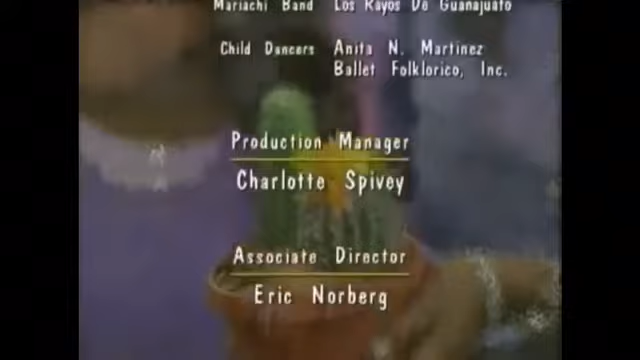 Mariachi Band Los Rayos De Guanajuato
Child Dancers Anita N. Martinez
Ballet Folklorico, Inc.
Production Manager
Charlotte Spivey
Associate Director
Eric Norberg